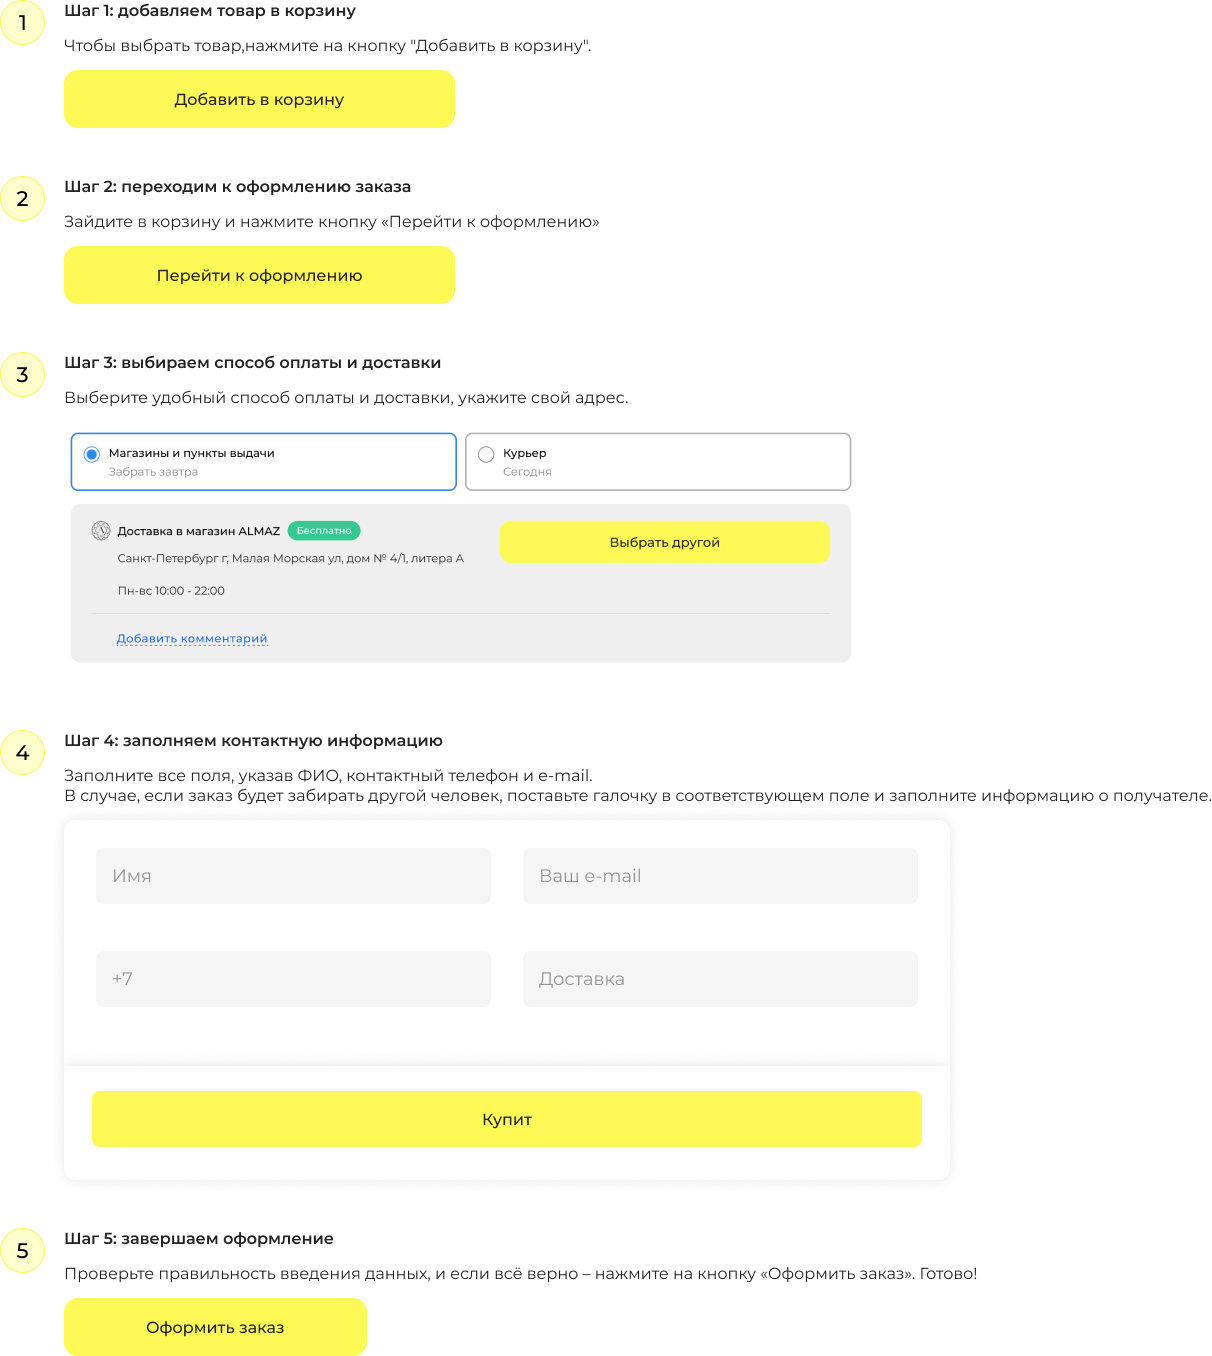 1
Шаг 1: добавляем товар в корзину
Чтобы выбрать товар,нажмите на кнопку "Добавить в корзину".
Добавить в корзину
2
Шаг 2: переходим к оформлению заказа
Зайдите в корзину и нажмите кнопку «Перейти к оформлению»
Перейти к оформлению
3
Шаг 3: выбираем способ оплаты и доставки
Выберите удобный способ оплаты и доставки, укажите свой адрес.
Магазины и пункты выдачи
Забрать завтра
Курьер
Сегодня
Доставка в магазин ALMAZ Бесплатно
Выбрать другой
Санкт-Петербург г, Малая Морская ул, дом № 4/1, литера А
Пн-вс 10:00 - 22:00
Добавить комментарий
4
Шаг 4: заполняем контактную информацию
Заполните все поля, указав ФИО, контактный телефон и e-mail.
В случае, если заказ будет забирать другой человек, поставьте галочку в соответствующем поле и заполните информацию о получателе.
Имя
Ваш e-mail
+7
Доставка
Купит
5
Шаг 5: завершаем оформление
Проверьте правильность введения данных, и если всё верно – нажмите на кнопку «Оформить заказ». Готово!
Оформить заказ